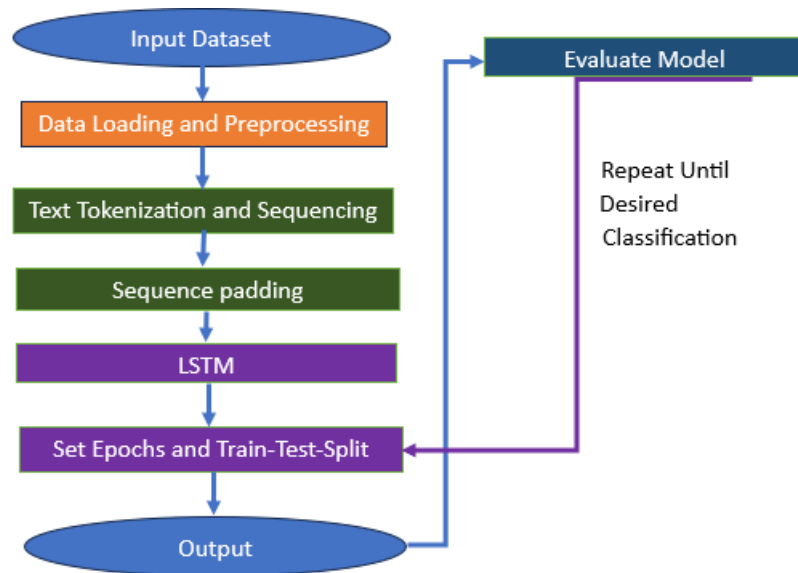 Input Dataset
Data Loading and Preprocessing
Text Tokenization and Sequencing
Sequence padding
LSTM
Set Epochs and Train-Test-Split
Output
Evaluate Model
Repeat Until
Desired
Classification